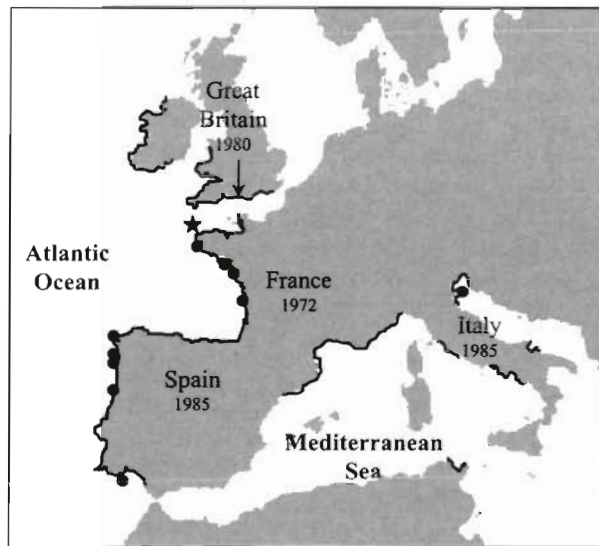 Great
Britain
1980
Atlantic
Ocean
France
1972
Italy
1985
Spain
1985
Mediterranean
Sea